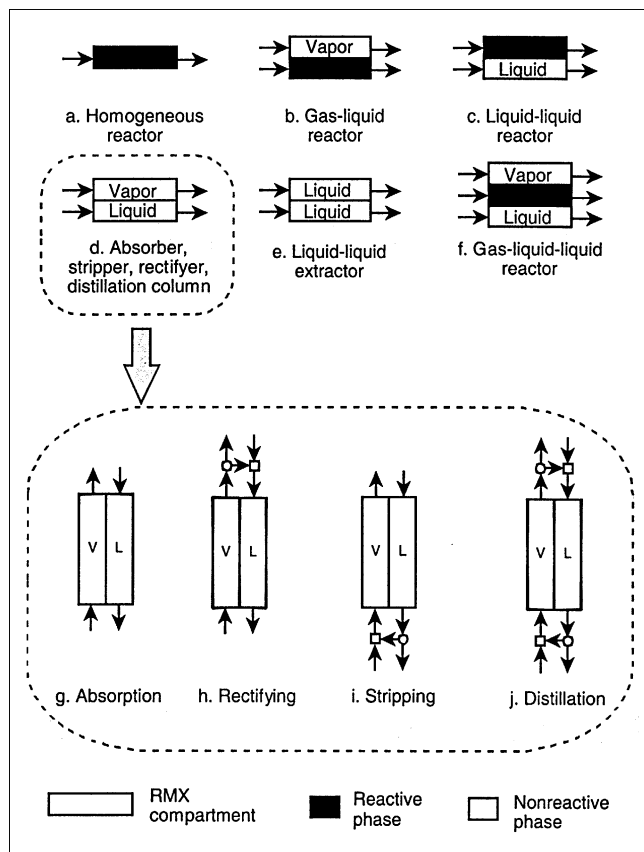 Vapor
Liquid
a. Homogeneous
reactor
b. Gas-liquid
reactor
c. Liquid-liquid
reactor
Vapor
Liquid
Liquid
Liquid
Vapor
Liquid
d. Absorber,
stripper, rectifyer,
distillation column
e. Liquid-liquid
extractor
f. Gas-liquid-liquid
reactor
V L
V L
V L
V L
g. Absorption
h. Rectifying
i. Stripping
j. Distillation
RMX
compartment
Reactive
phase
Nonreactive
phase